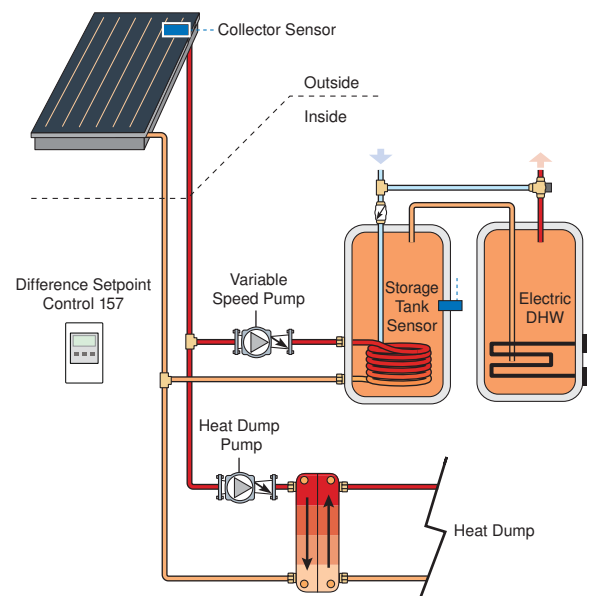 Collector Sensor
Outside
Inside
Difference Setpoint
Control 157
Variable
Speed Pump
Storage
Tank
Sensor
Electric
DHW
Heat Dump
Pump
Heat Dump